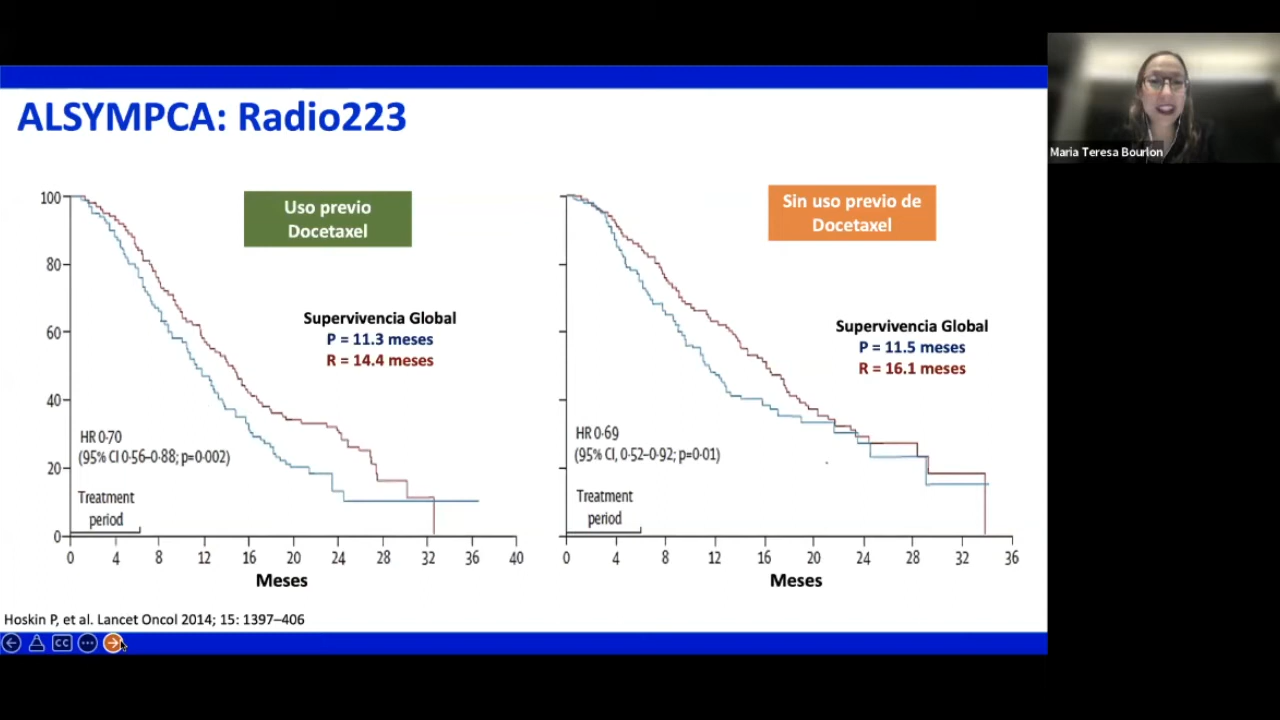 ALSYMPCA: Radio223
Maria Teresa Bourlon
Uso previo
Docetaxel
100
80
60
40
20
0
Supervivencia Global
P = 11.3 meses
R = 14.4 meses
HR 0·70
(95% CI 0·56–0·88; p=0·002)
Treatment
period
0 4 8 12 16 20 24 28 32 36 40
Meses
Sin uso previo de
Docetaxel
Supervivencia Global
P = 11.5 meses
R = 16.1 meses
HR 0·69
(95% CI, 0·52–0·92; p=0·01)
Treatment
period
0 4 8 12 16 20 24 28 32 36
Meses
Hoskin P, et al. Lancet Oncol 2014; 15: 1397–406
CC